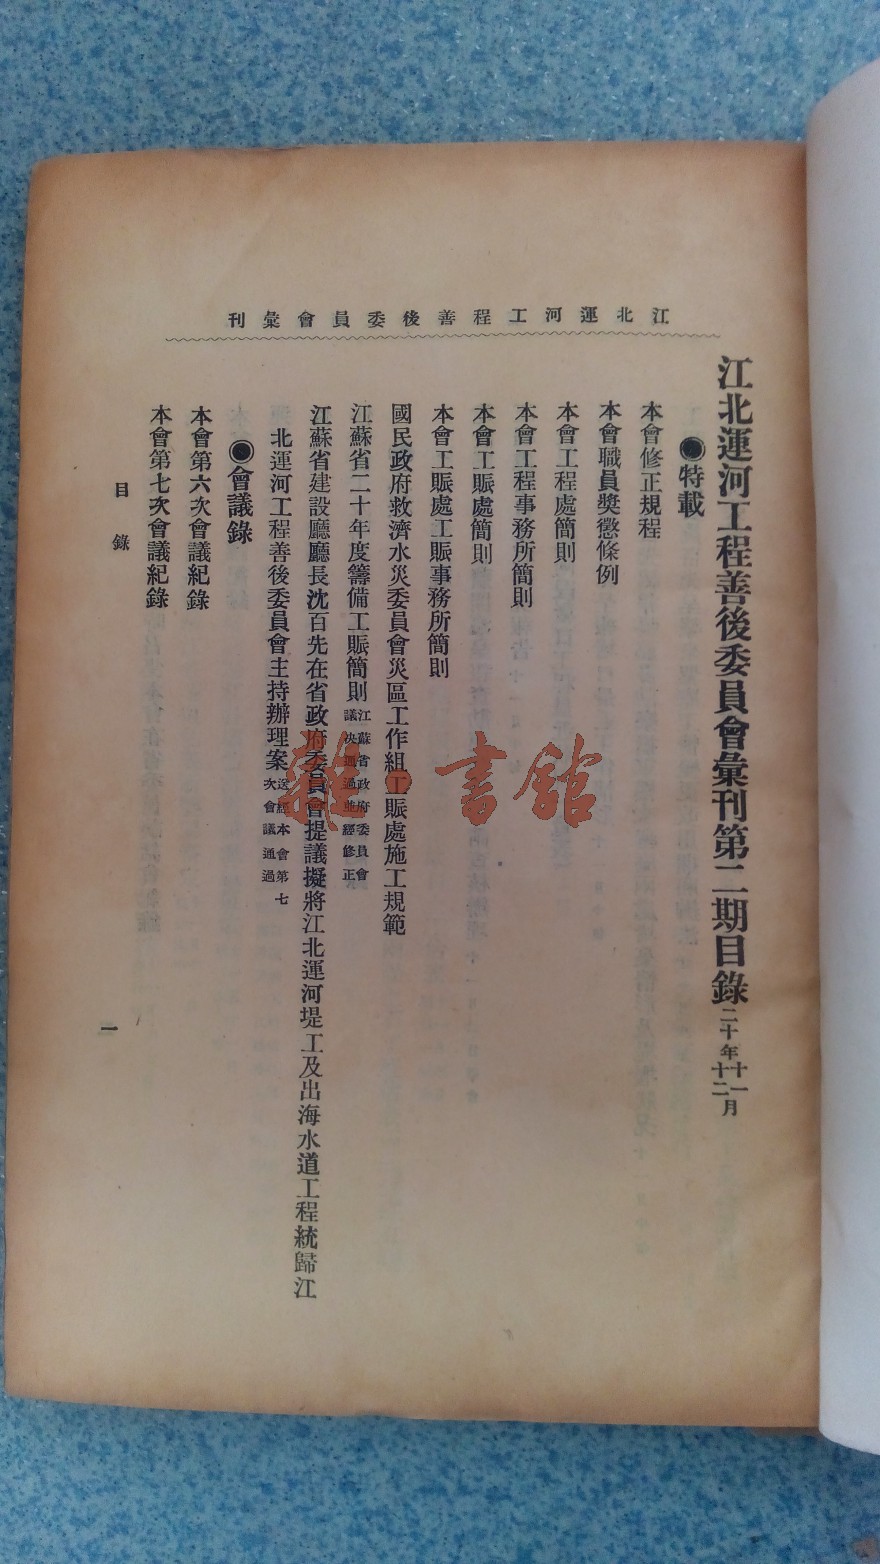 江北運河工程善後委員會彙刊
江北運河工程善後委員會彙刊第二期目錄 二十年十一十二月
●特載
本會修正規程
本會職員獎懲條例
本會工程處簡則
本會工程事務所簡則
本會工賬處簡則
本會工賑處工賑事務所簡則
國民政府救濟水災委員會災區工作組工賑處施工規範
江蘇省二十年度籌備工賑簡則 江蘇省政府委員會議決通過並經修正
江蘇省建設廳廳長沈百先在省政府委員會提議擬將江北運河堤工及出海水道工程統歸江
北運河工程善後委員會主持辦理案 送經本會第七次會議通過
●會議錄
本會第六次會議紀錄
本會第七次會議紀錄
目錄
一
雜·書館